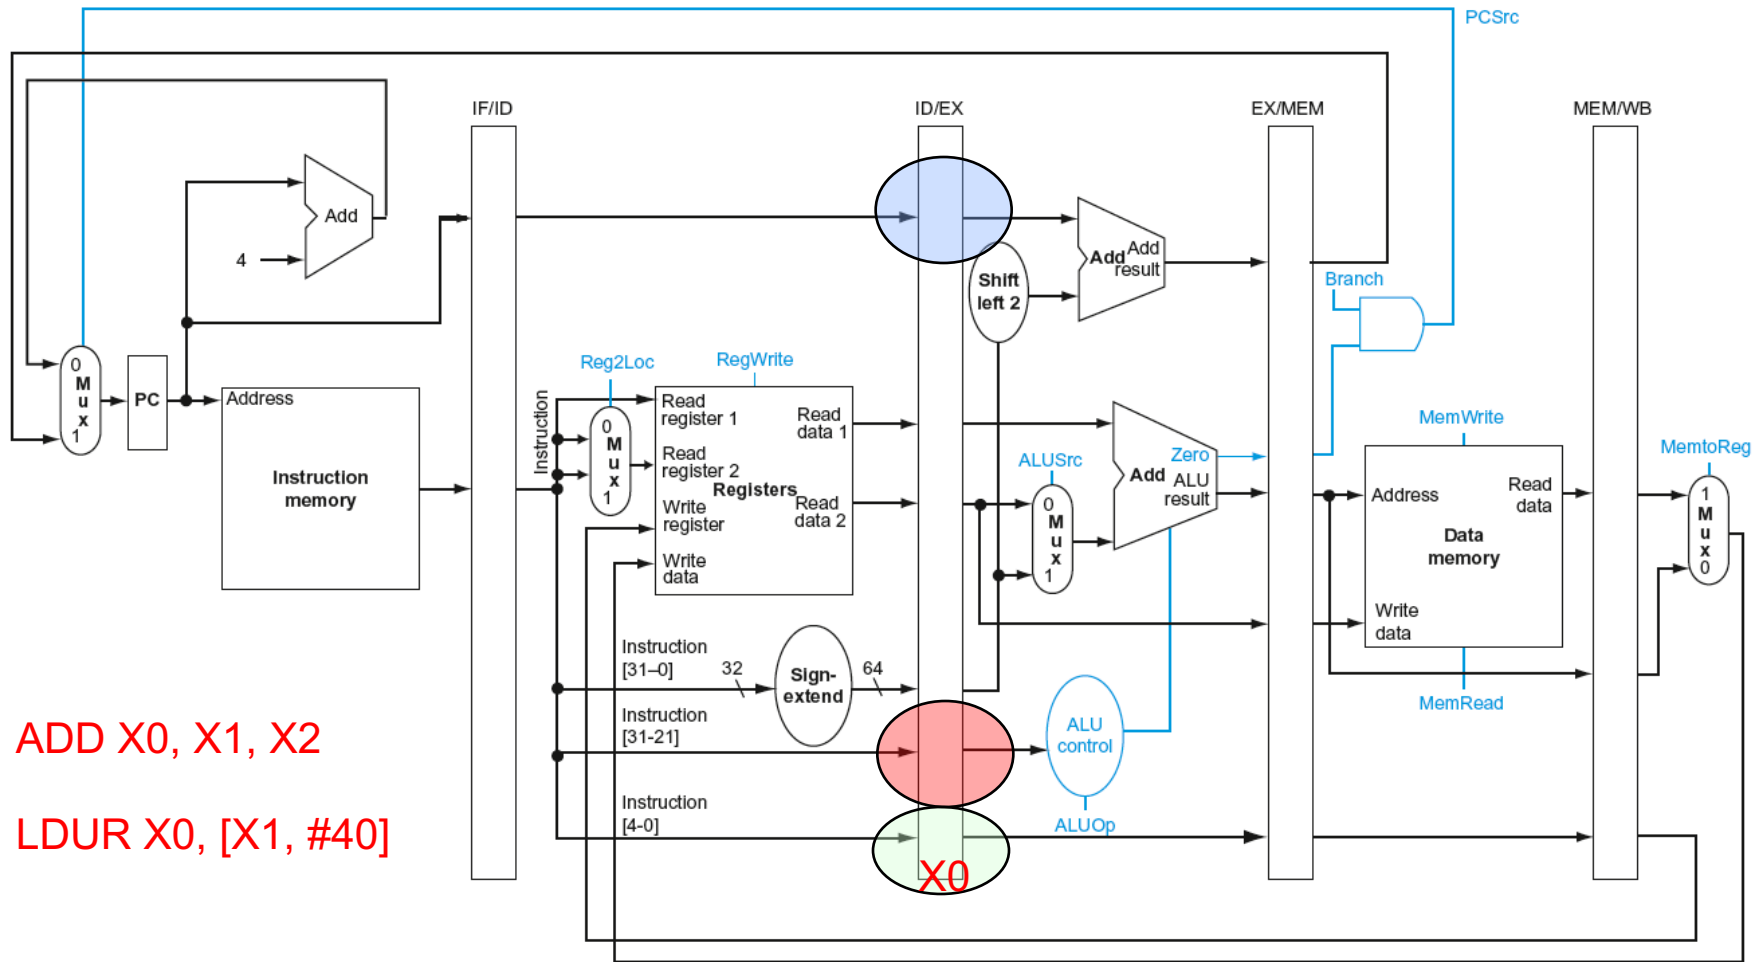 PCSrc
IF/ID
ID/EX
EX/MEM
MEM/WB
Add
4
Shift
left 2
Add
Add
result
Branch
0
M
u
x
1
PC
Address
Instruction
memory
Instruction
Reg2Loc
0
M
u
x
1
RegWrite
Read
register 1
Read
register 2
Write
register
Write
data
Registers
Read
data 1
Read
data 2
ALUSrc
0
M
u
x
1
Zero
Add
ALU
result
MemWrite
Address
Read
data
Data
memory
Write
data
MemRead
MemtoReg
1
M
u
x
0
Instruction
[31–0]
32
Sign-
extend
64
Instruction
[31-21]
ALU
control
Instruction
[4-0]
ALUOp
X0
ADD X0, X1, X2
LDUR X0, [X1, #40]